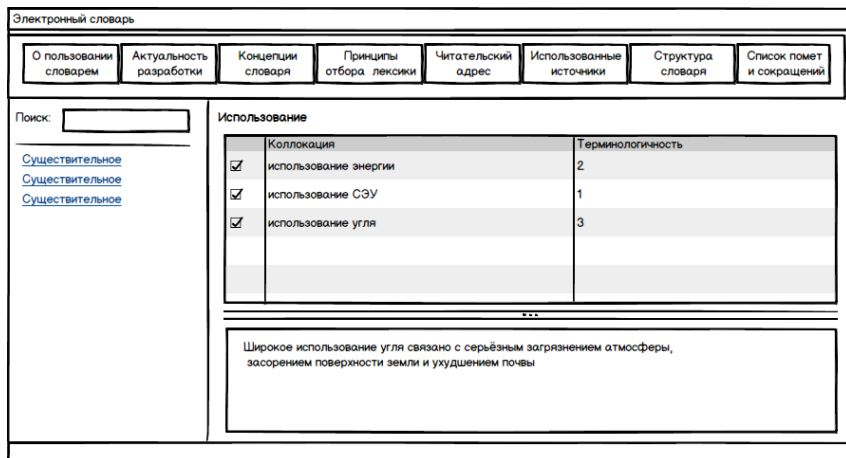 Электронный словарь
О пользовании словарем
Актуальность разработки
Концепции словаря
Принципы отбора лексики
Читательский адрес
Использованные источники
Структура словаря
Список помет и сокращений
Поиск:
Существительное
Существительное
Существительное
Использование
Коллокация Терминологичность
использование энергии 2
использование СЭУ 1
использование угля 3
Широкое использование угля связано с серьёзным загрязнением атмосферы,
засорением поверхности земли и ухудшением почвы